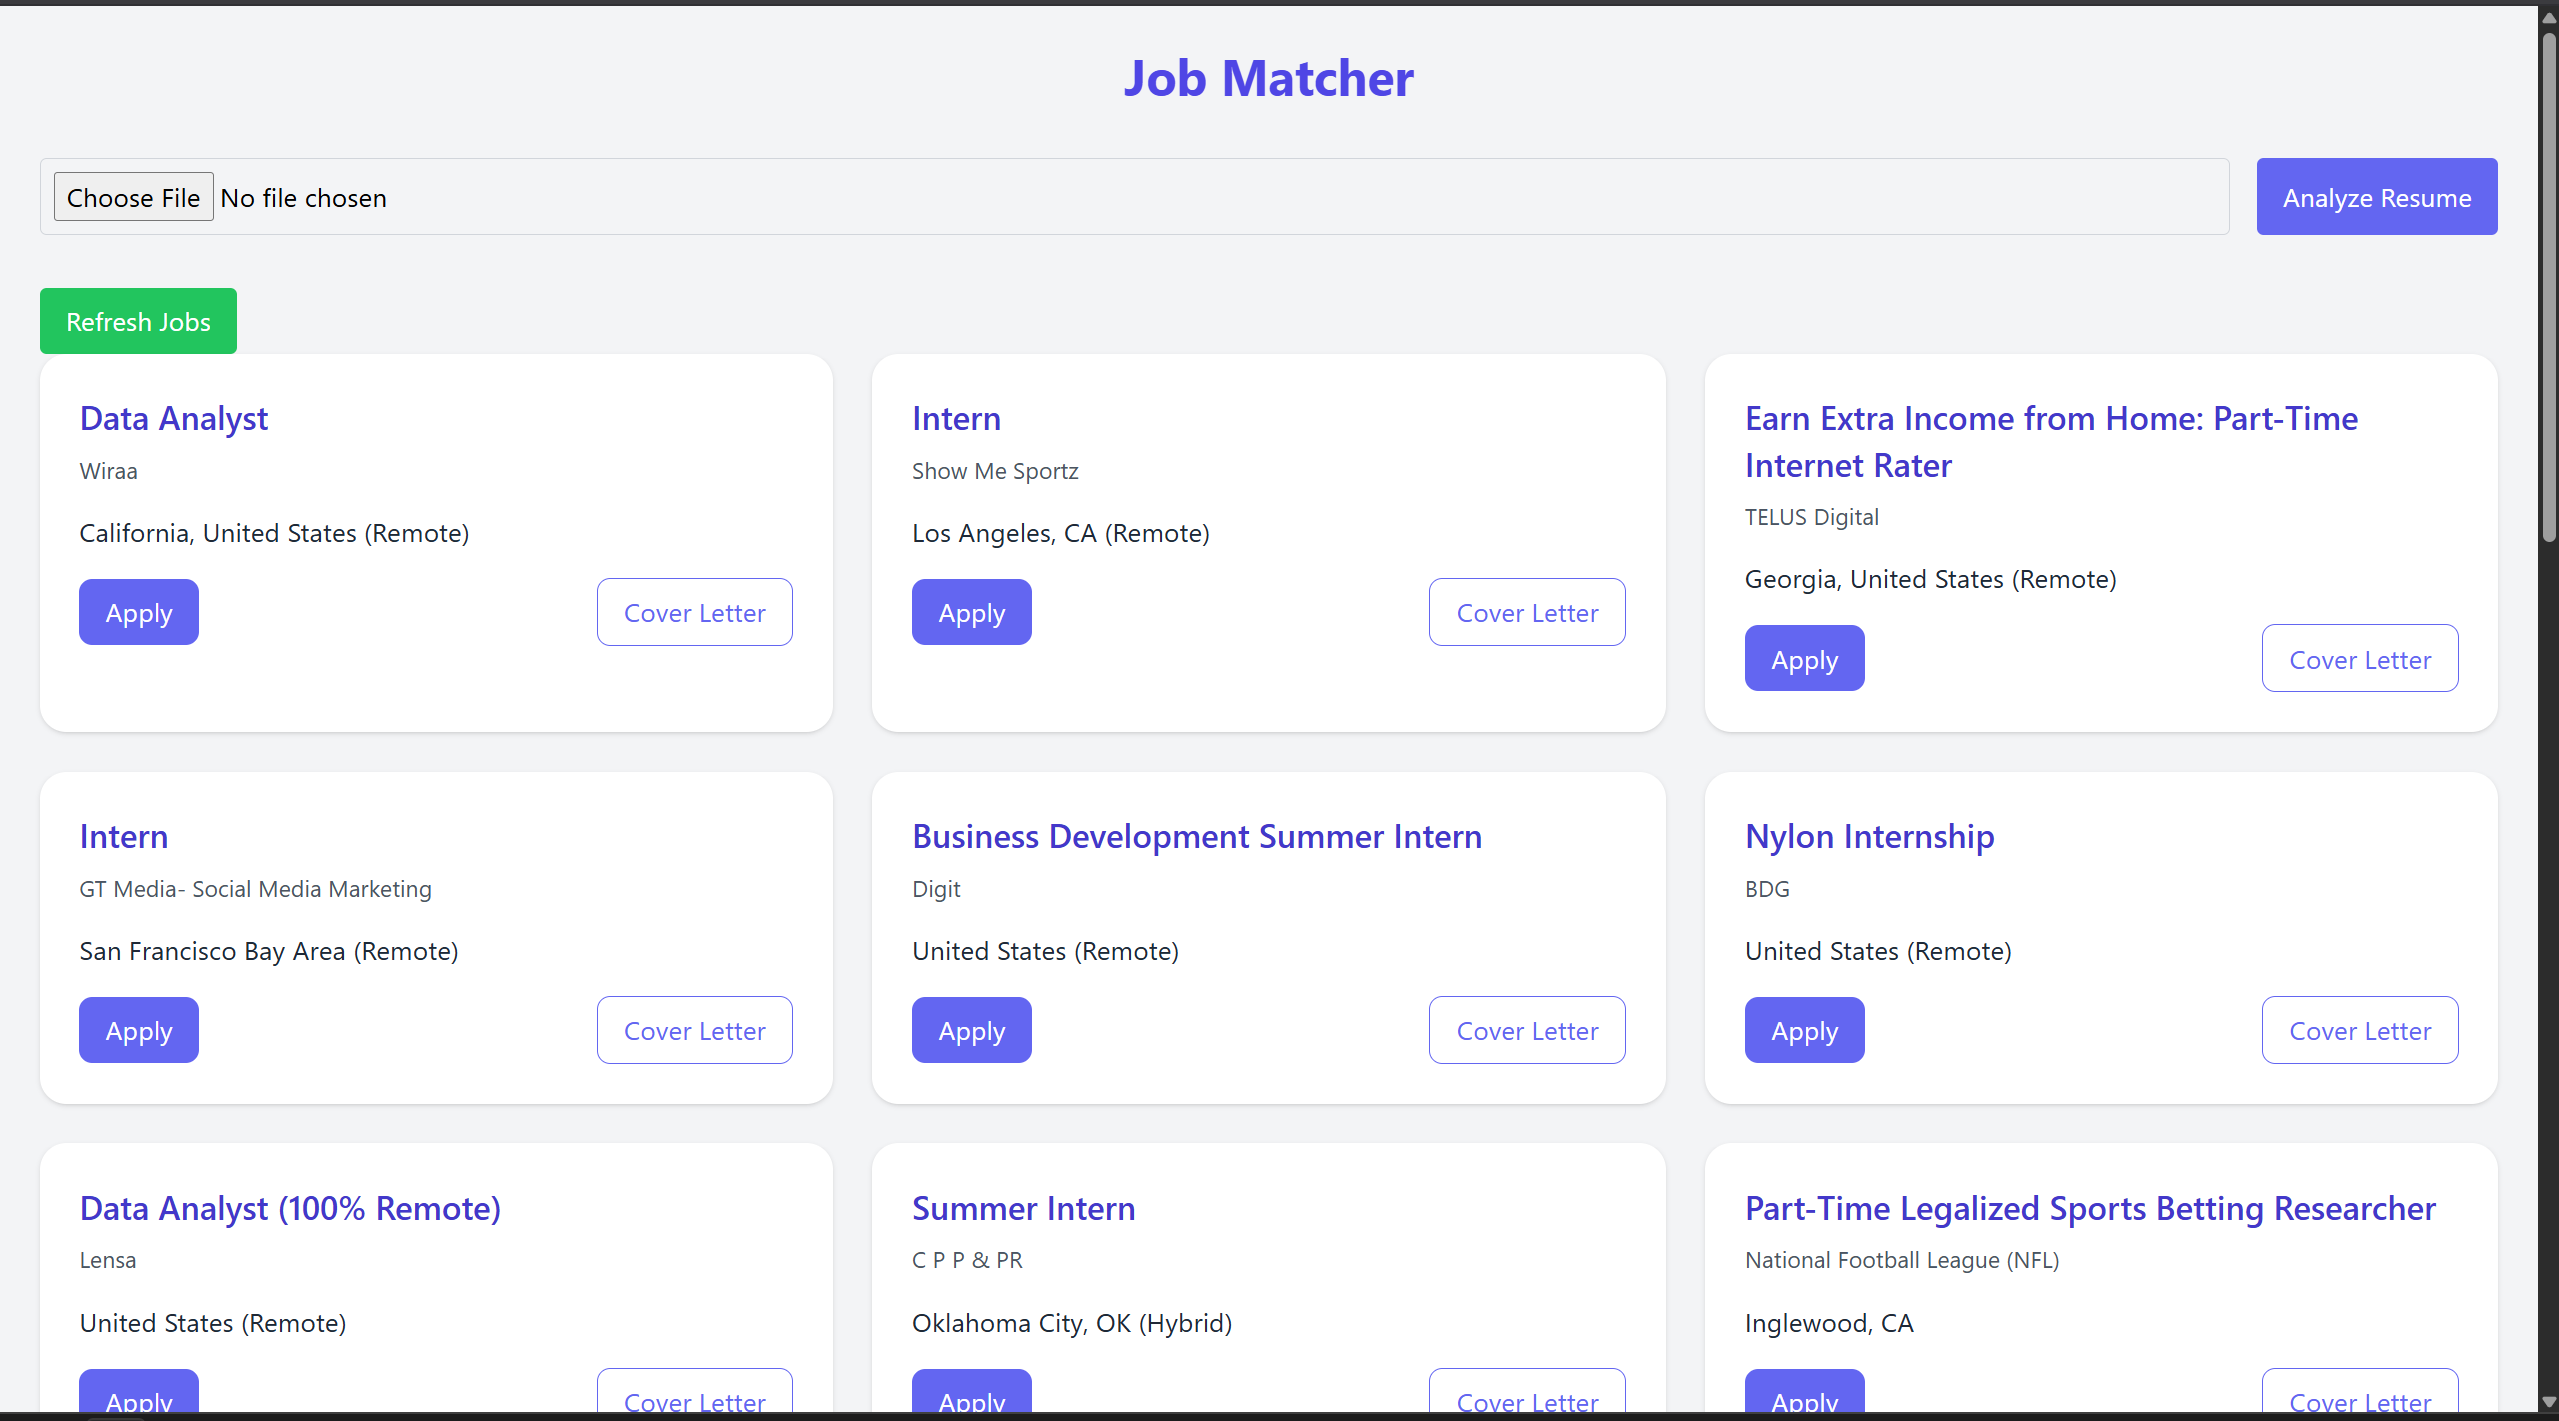 Job Matcher
Choose File No file chosen
Analyze Resume
Refresh Jobs
Data Analyst
Wiraa
California, United States (Remote)
Apply
Cover Letter
Intern
Show Me Sportz
Los Angeles, CA (Remote)
Apply
Cover Letter
Earn Extra Income from Home: Part-Time
Internet Rater
TELUS Digital
Georgia, United States (Remote)
Apply
Cover Letter
Intern
GT Media- Social Media Marketing
San Francisco Bay Area (Remote)
Apply
Cover Letter
Business Development Summer Intern
Digit
United States (Remote)
Apply
Cover Letter
Nylon Internship
BDG
United States (Remote)
Apply
Cover Letter
Data Analyst (100% Remote)
Lensa
United States (Remote)
Apply
Cover Letter
Summer Intern
C P P & PR
Oklahoma City, OK (Hybrid)
Apply
Cover Letter
Part-Time Legalized Sports Betting Researcher
National Football League (NFL)
Inglewood, CA
Apply
Cover Letter